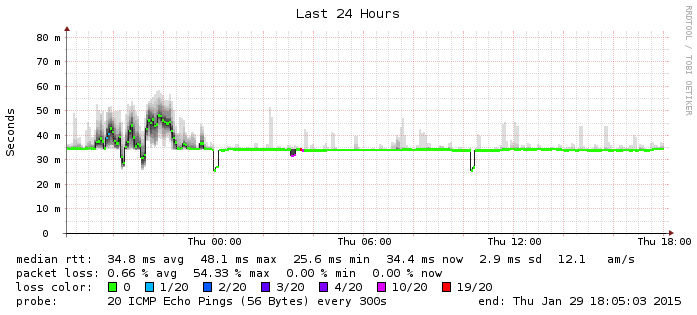 Last 24 Hours
RRDTOOL / TOBI OETIKER
Seconds
80 m
70 m
60 m
50 m
40 m
30 m
20 m
10 m
0
Thu 00:00 Thu 06:00 Thu 12:00 Thu 18:00
median rtt: 34.8 ms avg 48.1 ms max 25.6 ms min 34.4 ms now 2.9 ms sd 12.1 am/s
packet loss: 0.66 % avg 54.33 % max 0.00 % min 0.00 % now
loss color: 0 1/20 2/20 3/20 4/20 10/20 19/20
probe: 20 ICMP Echo Pings (56 Bytes) every 300s end: Thu Jan 29 18:05:03 2015